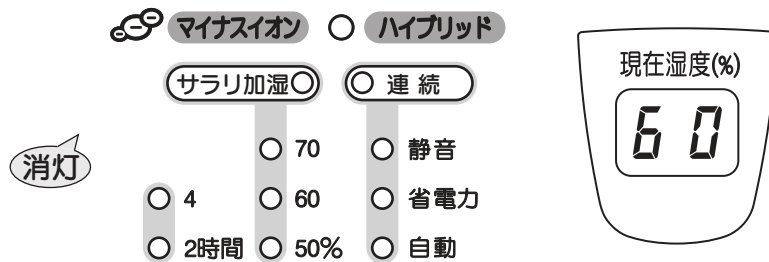 マイナスイオン ハイブリッド
サラリ加湿 連続
現在湿度(%)
60
消灯
70 静音
4 60 省電力
2時間 50% 自動